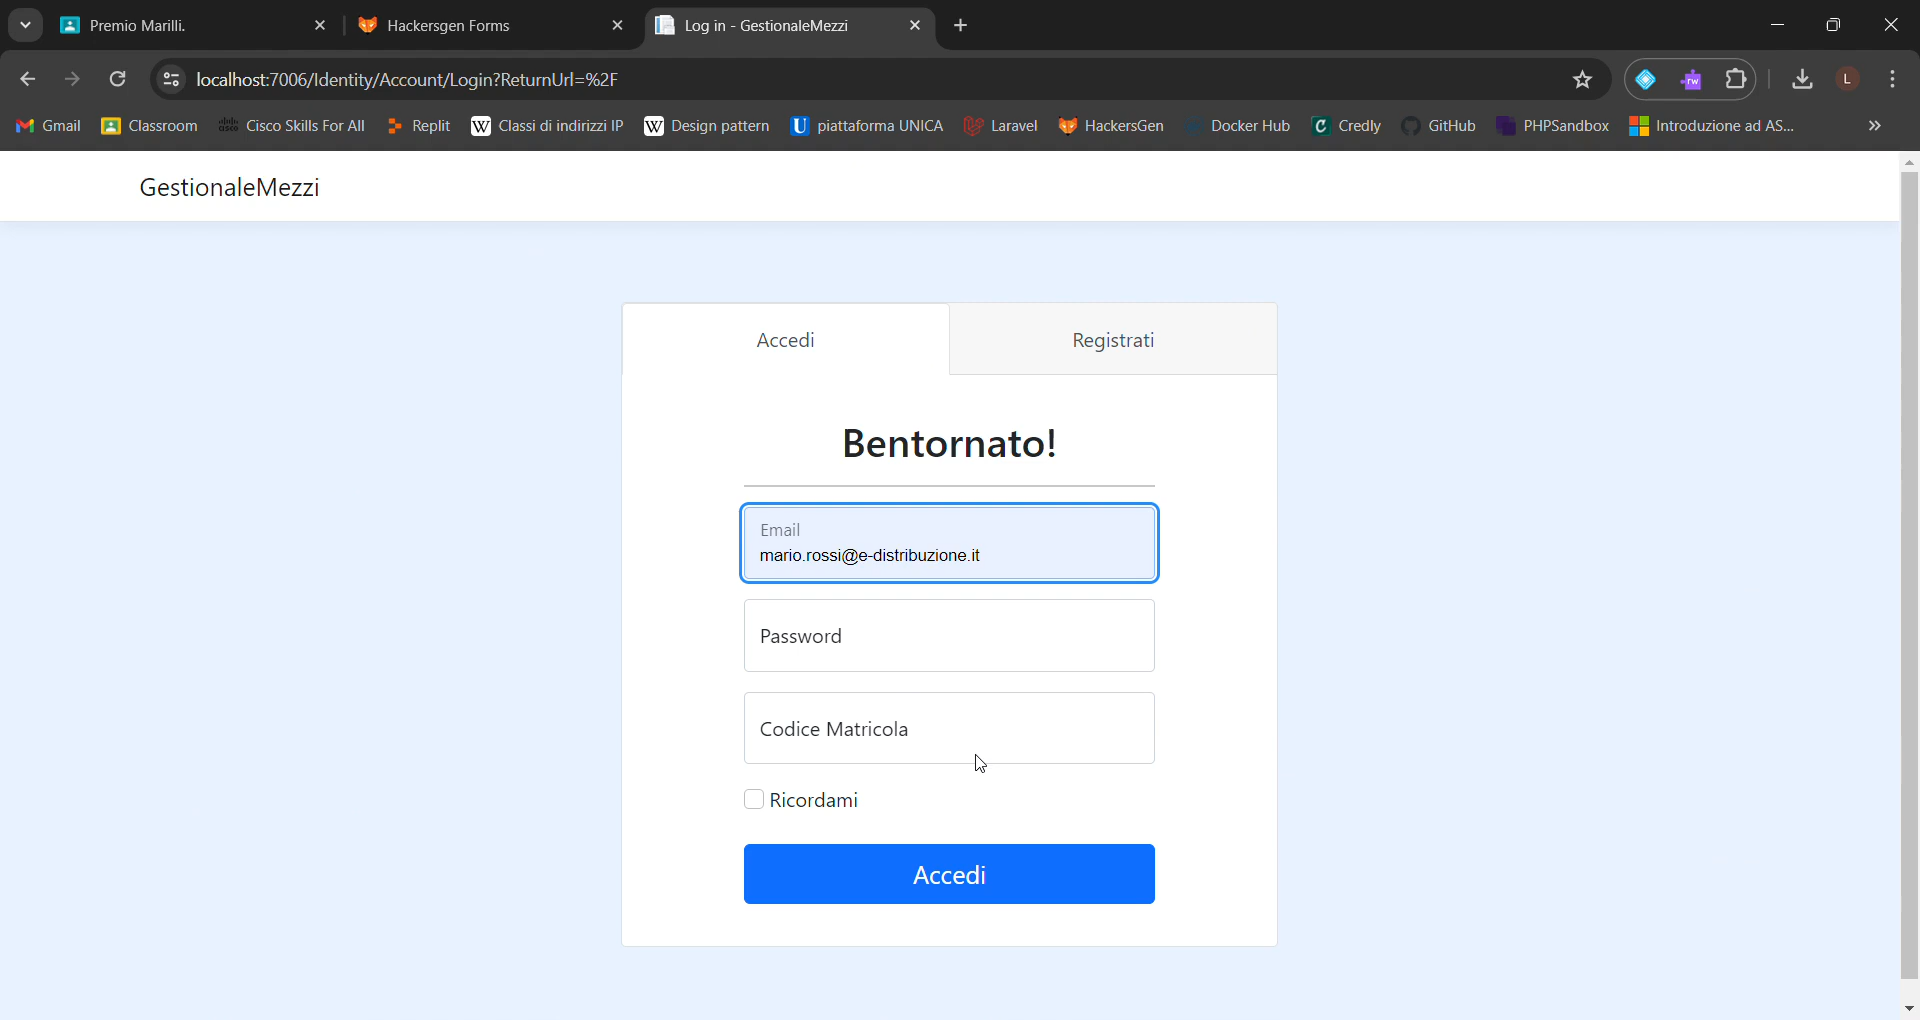 Premio Marilli.
Hackersgen Forms
Log in - GestionaleMezzi
localhost:7006/Identity/Account/Login?ReturnUrl=%2F
rw
L
Gmail Classroom Cisco Skills For All Replit Classi di indirizzi IP Design pattern piattaforma UNICA Laravel HackersGen Docker Hub Credly GitHub PHPSandbox Introduzione ad AS...
GestionaleMezzi
Accedi
Registrati
Bentornato!
Email
mario.rossi@e-distribuzione.it
Password
Codice Matricola
Ricordami
Accedi